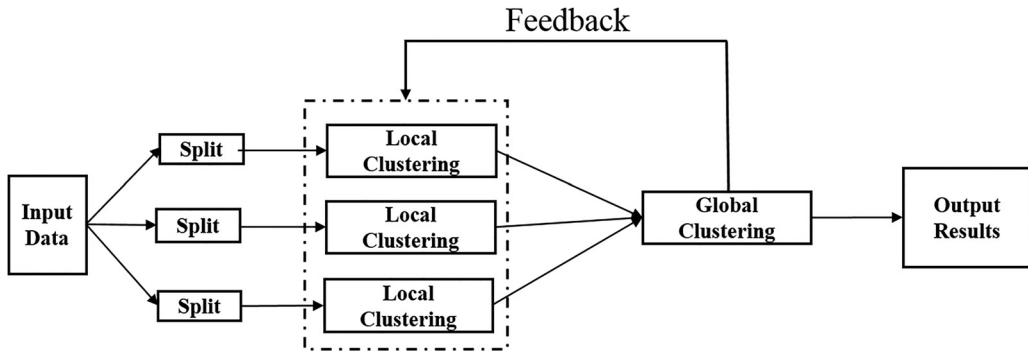 Feedback
Split
Local
Clustering
Input
Data
Split
Local
Clustering
Global
Clustering
Output
Results
Split
Local
Clustering